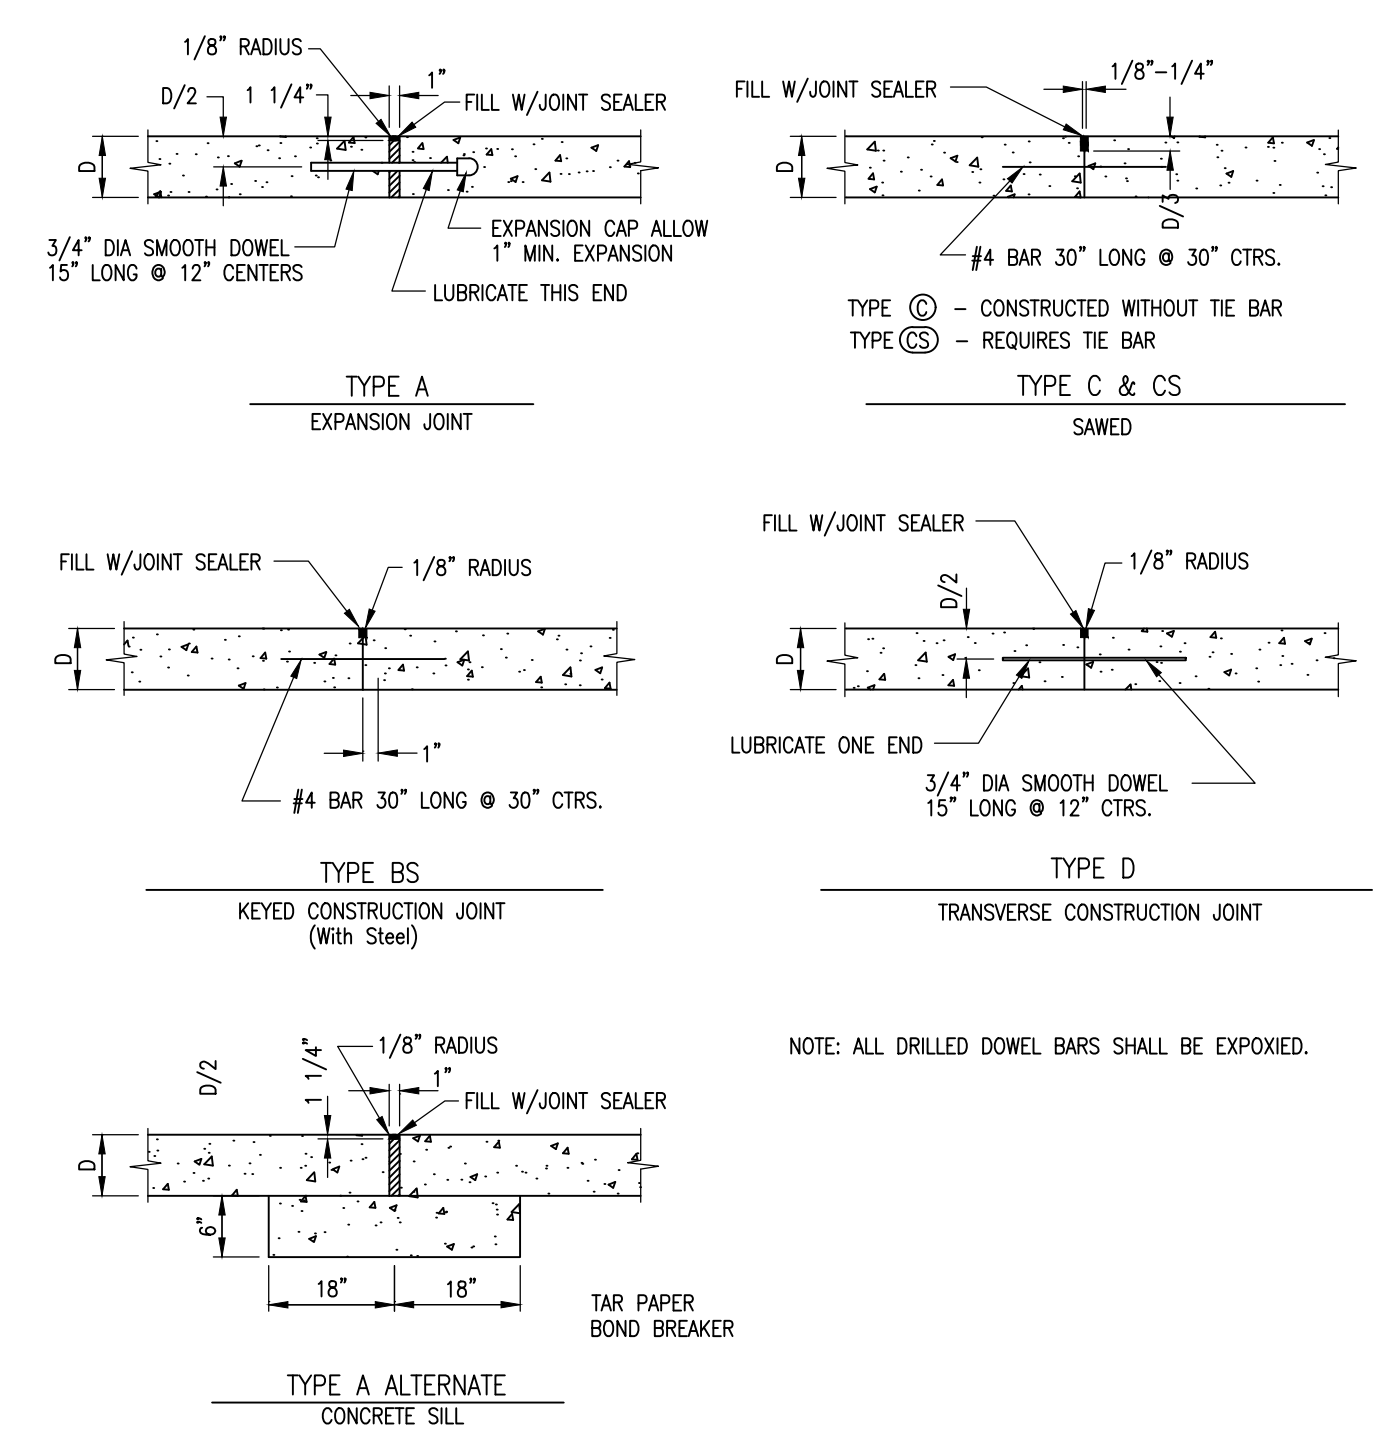 1/8" RADIUS
D/2
1 1/4"
1"
FILL W/JOINT SEALER
D
EXPANSION CAP ALLOW
1" MIN. EXPANSION
3/4" DIA SMOOTH DOWEL
15" LONG @ 12" CENTERS
LUBRICATE THIS END
TYPE A
EXPANSION JOINT
1/8"-1/4"
FILL W/JOINT SEALER
D
D/3
#4 BAR 30" LONG @ 30" CTRS.
TYPE C - CONSTRUCTED WITHOUT TIE BAR
TYPE CS - REQUIRES TIE BAR
TYPE C & CS
SAWED
FILL W/JOINT SEALER
1/8" RADIUS
D
1"
#4 BAR 30" LONG @ 30" CTRS.
TYPE BS
KEYED CONSTRUCTION JOINT
(With Steel)
FILL W/JOINT SEALER
1/8" RADIUS
D/2
D
LUBRICATE ONE END
3/4" DIA SMOOTH DOWEL
15" LONG @ 12" CTRS.
TYPE D
TRANSVERSE CONSTRUCTION JOINT
D/2
1 1/4"
1/8" RADIUS
1"
FILL W/JOINT SEALER
D
6"
18"
18"
TAR PAPER
BOND BREAKER
TYPE A ALTERNATE
CONCRETE SILL
NOTE: ALL DRILLED DOWEL BARS SHALL BE EXPOXIED.